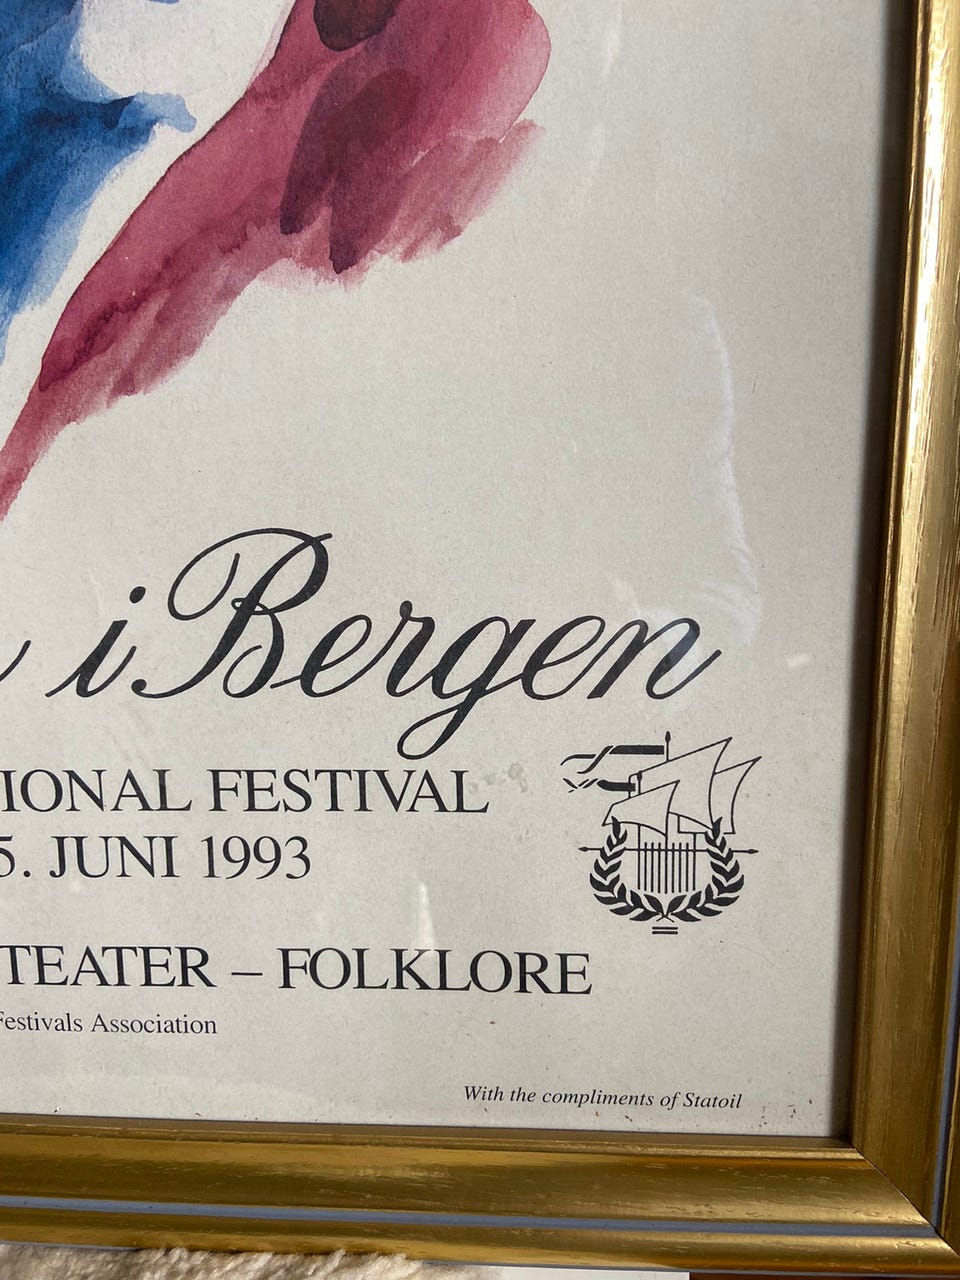 i Bergen
IONAL FESTIVAL
5. JUNI 1993
TEATER – FOLKLORE
Festivals Association
With the compliments of Statoil